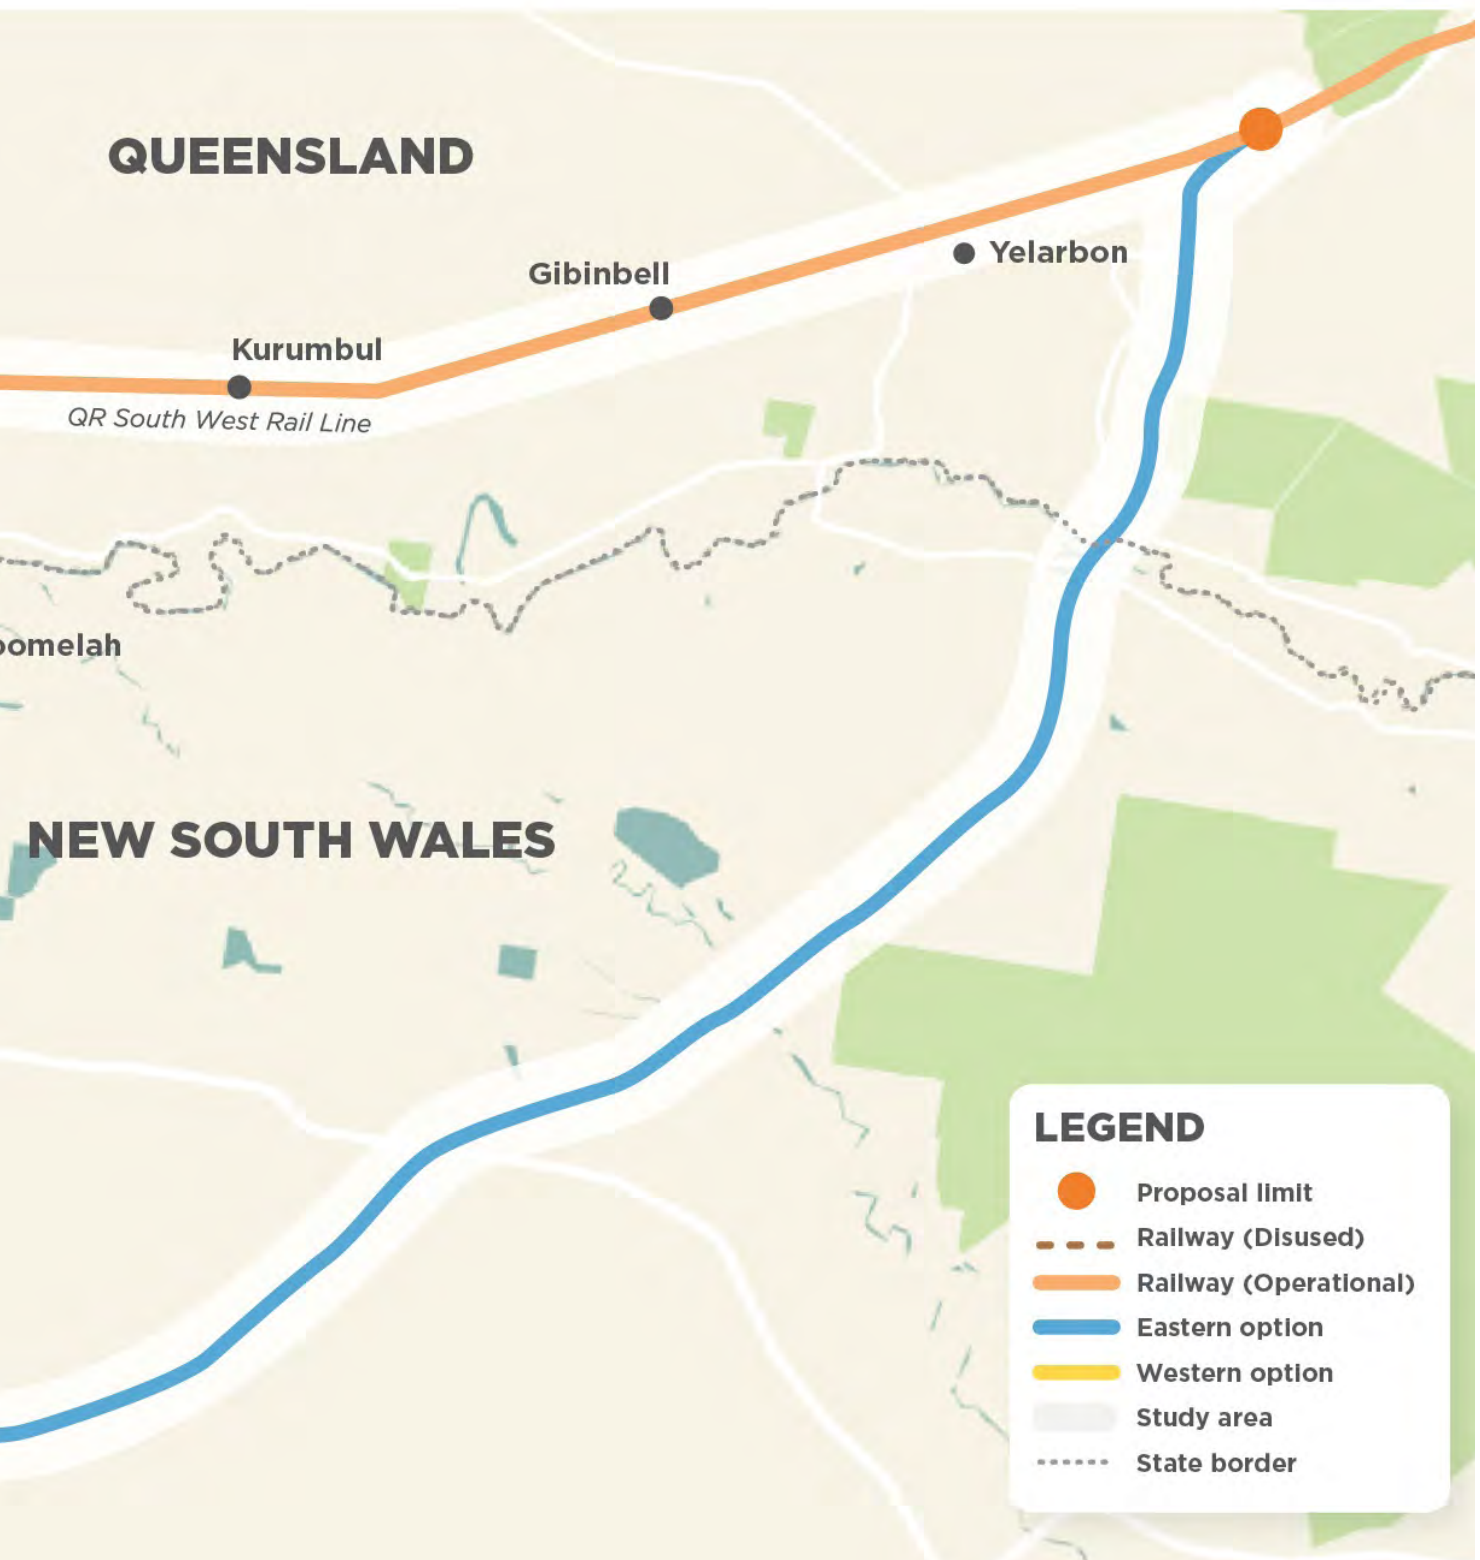 QUEENSLAND
Yelarbon
Gibinbell
Kurumbul
QR South West Rail Line
oomelah
NEW SOUTH WALES
LEGEND
Proposal limit
Railway (Disused)
Railway (Operational)
Eastern option
Western option
Study area
State border